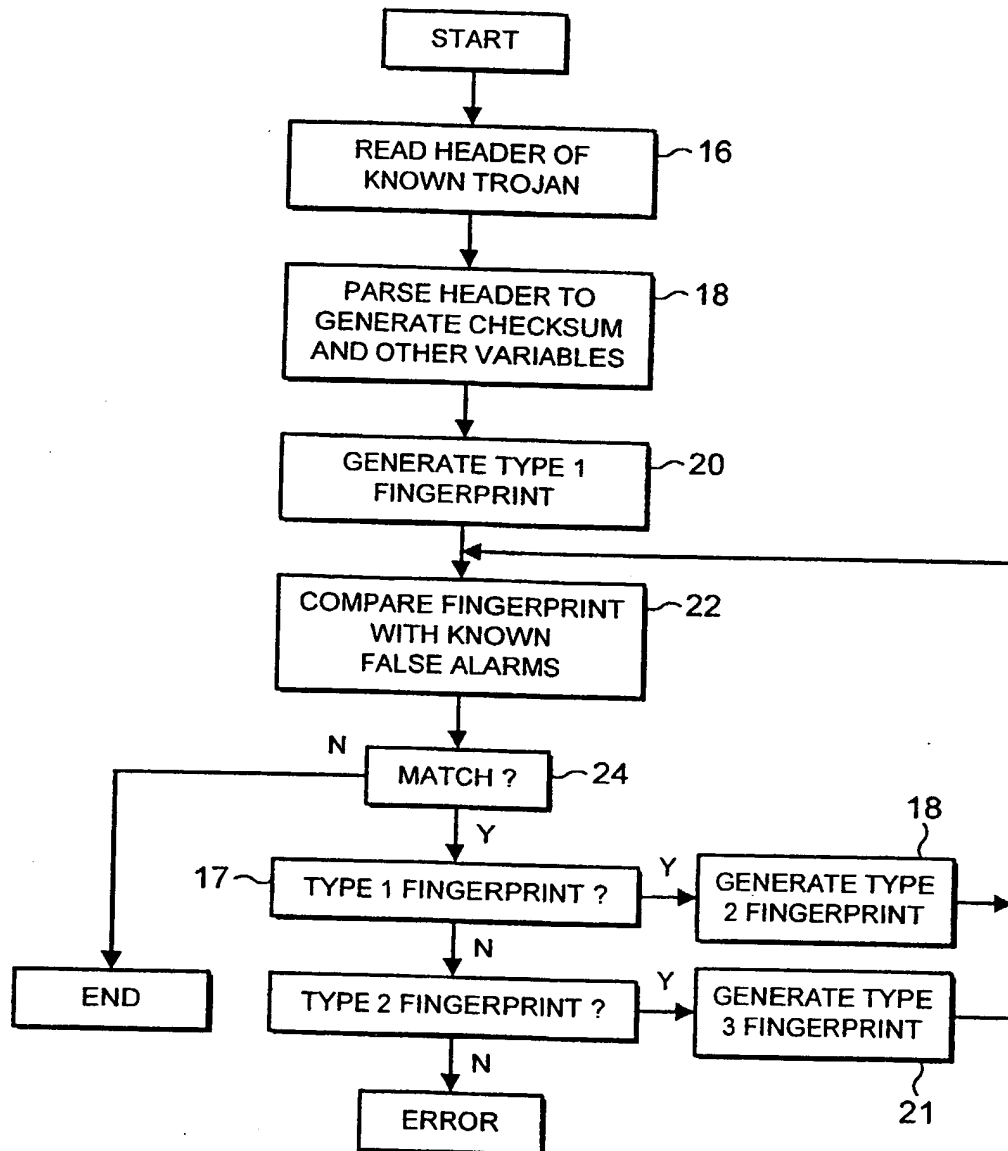 START
READ HEADER OF
KNOWN TROJAN
16
PARSE HEADER TO
GENERATE CHECKSUM
AND OTHER VARIABLES
18
GENERATE TYPE 1
FINGERPRINT
20
COMPARE FINGERPRINT
WITH KNOWN
FALSE ALARMS
22
N
MATCH ?
24
Y
17
TYPE 1 FINGERPRINT ?
Y
18
GENERATE TYPE
2 FINGERPRINT
N
END
TYPE 2 FINGERPRINT ?
Y
GENERATE TYPE
3 FINGERPRINT
21
N
ERROR